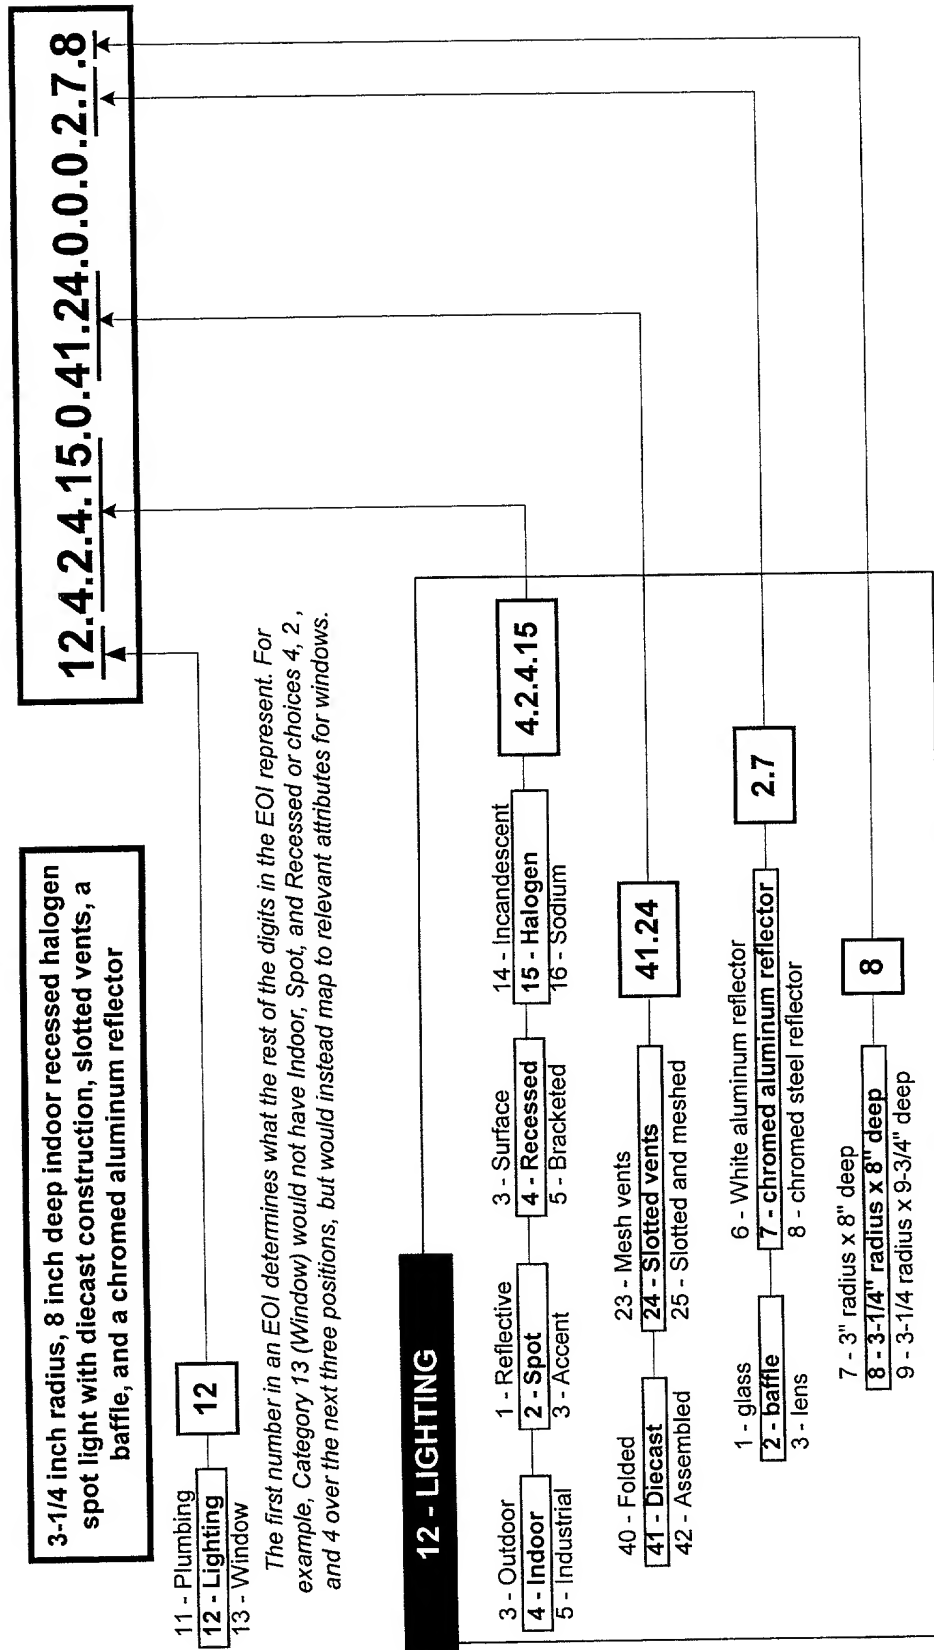 3-1/4 inch radius, 8 inch deep indoor recessed halogen
spot light with diecast construction, slotted vents, a
baffle, and a chromed aluminum reflector
12.4.2.4.15.0.41.24.0.0.0.2.7.8
11 - Plumbing
12 - Lighting
13 - Window
12
The first number in an EOI determines what the rest of the digits in the EOI represent. For
example, Category 13 (Window) would not have Indoor, Spot, and Recessed or choices 4, 2 ,
and 4 over the next three positions, but would instead map to relevant attributes for windows.
12 - LIGHTING
3 - Outdoor
4 - Indoor
5 - Industrial
1 - Reflective
2 - Spot
3 - Accent
3 - Surface
4 - Recessed
5 - Bracketed
14 - Incandescent
15 - Halogen
16 - Sodium
4.2.4.15
40 - Folded
41 - Diecast
42 - Assembled
23 - Mesh vents
24 - Slotted vents
25 - Slotted and meshed
41.24
1 - glass
2 - baffle
3 - lens
6 - White aluminum reflector
7 - chromed aluminum reflector
8 - chromed steel reflector
2.7
7 - 3" radius x 8" deep
8 - 3-1/4" radius x 8" deep
9 - 3-1/4 radius x 9-3/4" deep
8